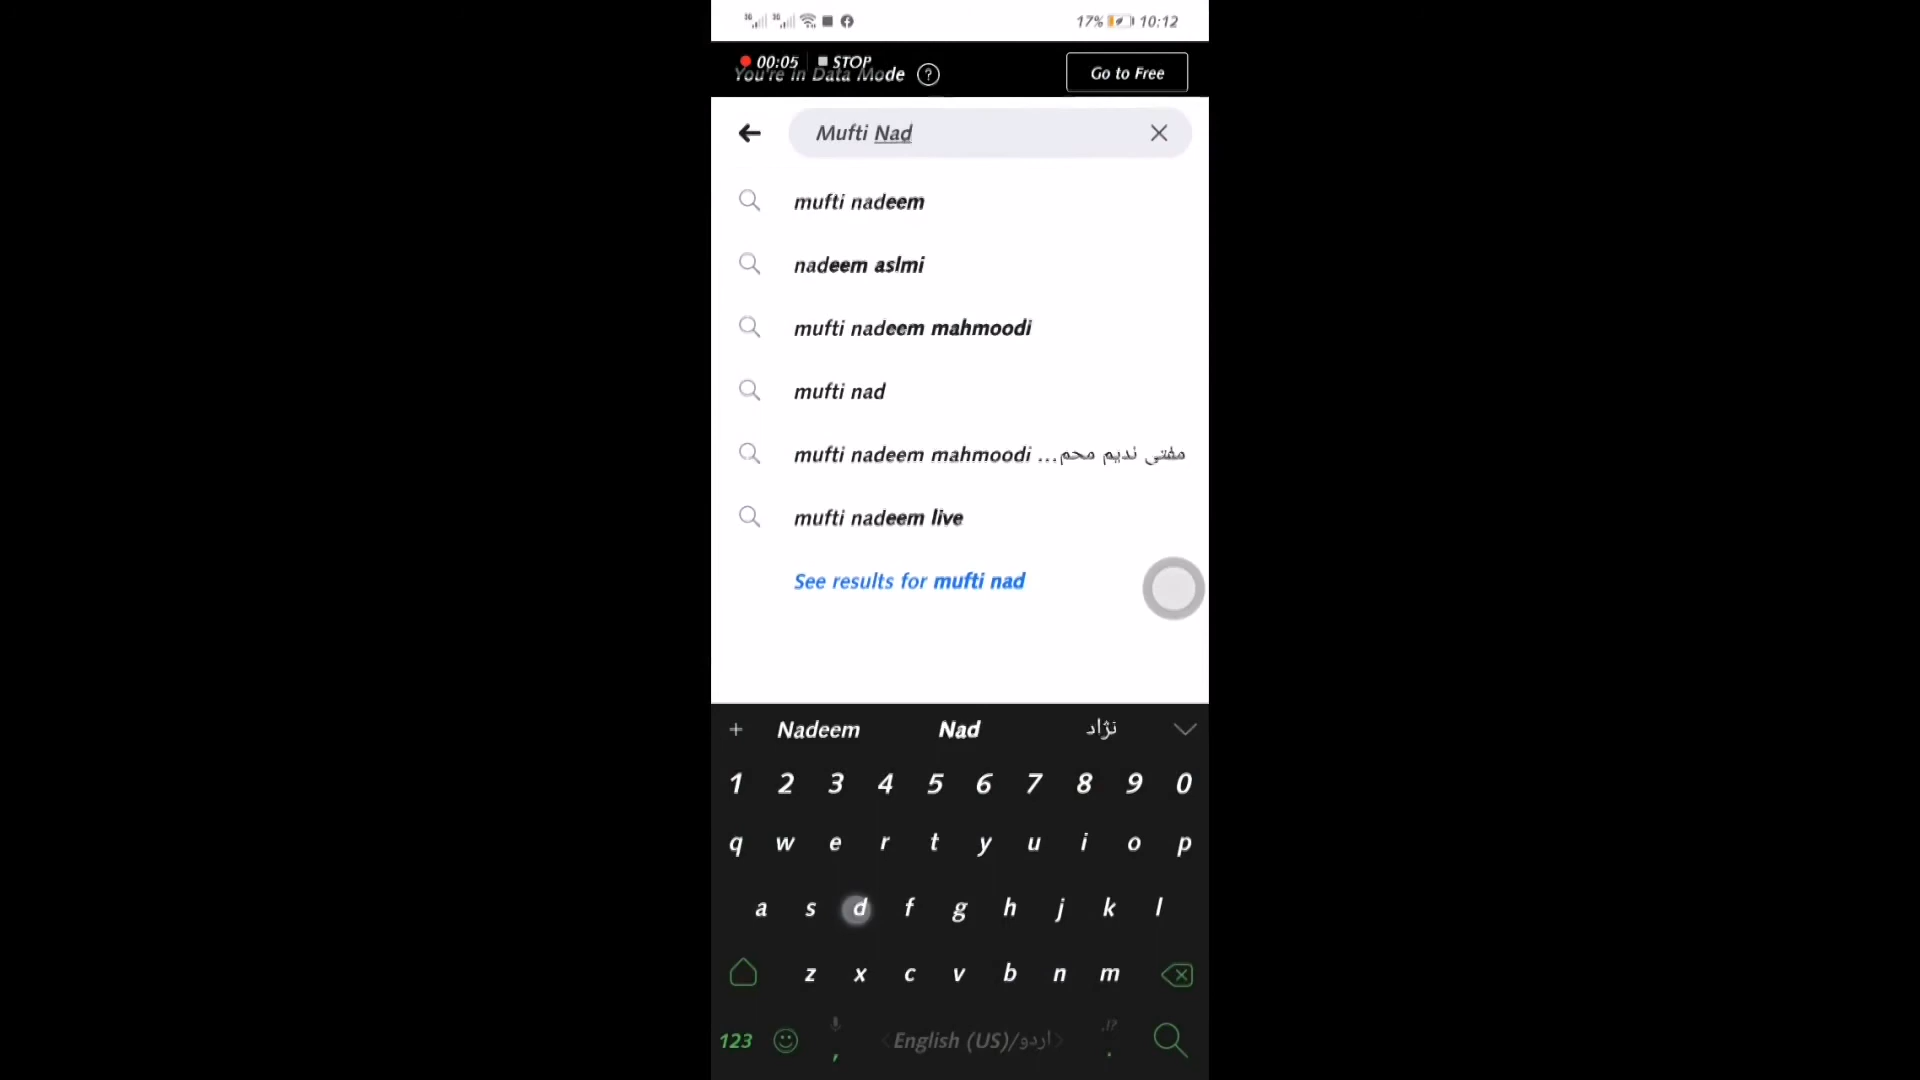 3G 3G 17% 10:12
00:05 STOP
You're in Data Mode ? Go to Free
Mufti Nad
mufti nadeem
nadeem aslmi
mufti nadeem mahmoodi
mufti nad
mufti nadeem mahmoodi ...مفتی ندیم محم
mufti nadeem live
See results for mufti nad
Nadeem Nad نژاد
1 2 3 4 5 6 7 8 9 0
q w e r t y u i o p
a s d f g h j k l
z x c v b n m
123 , English (US)/اردو .!? .